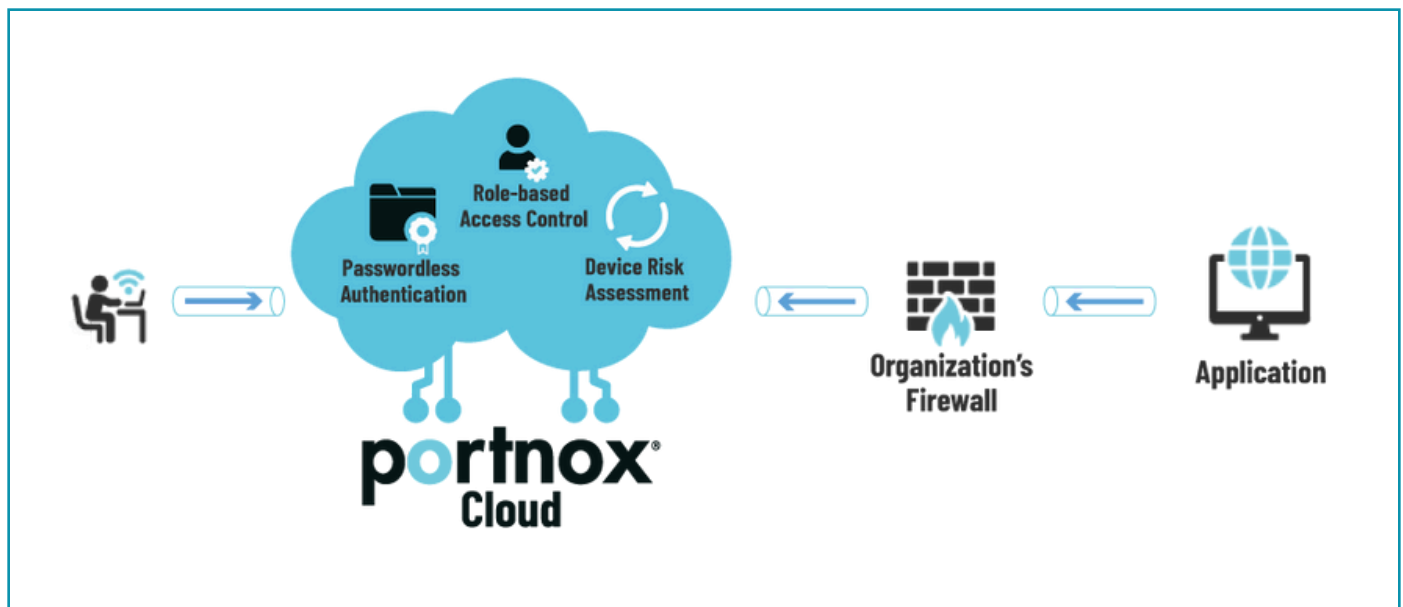 Role-based
Access Control
Passwordless
Authentication
Device Risk
Assessment
Organization's
Firewall
Application
portnox®
Cloud